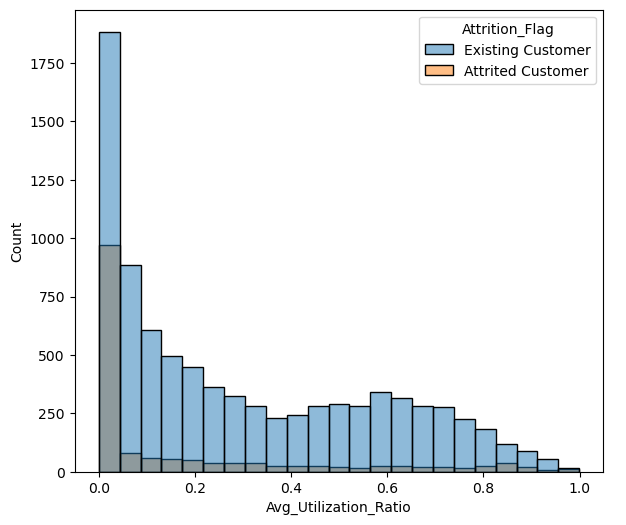 Attrition_Flag
Existing Customer
Attrited Customer
1750
1500
1250
1000
750
500
250
0
Count
0.0 0.2 0.4 0.6 0.8 1.0
Avg_Utilization_Ratio